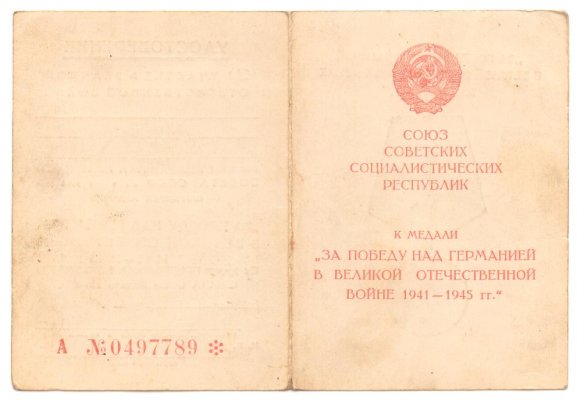 А №0497789 ✻
СОЮЗ
СОВЕТСКИХ
СОЦИАЛИСТИЧЕСКИХ
РЕСПУБЛИК
К МЕДАЛИ
„ЗА ПОБЕДУ НАД ГЕРМАНИЕЙ
В ВЕЛИКОЙ ОТЕЧЕСТВЕННОЙ
ВОЙНЕ 1941—1945 гг.“